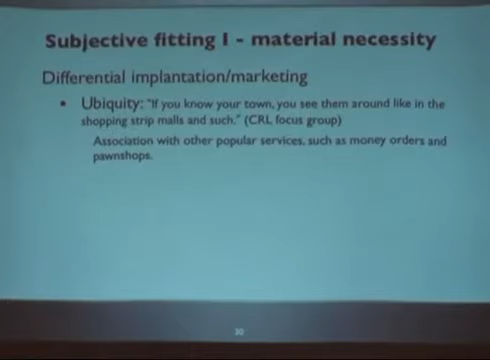 Subjective fitting I - material necessity
Differential implantation/marketing
• Ubiquity: "If you know your town, you see them around like in the
shopping strip malls and such." (CRL focus group)
Association with other popular services, such as money orders and
pawnshops.
30